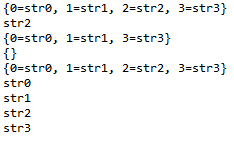 {0=str0, 1=str1, 2=str2, 3=str3}
str2
{0=str0, 1=str1, 3=str3}
{}
{0=str0, 1=str1, 2=str2, 3=str3}
str0
str1
str2
str3